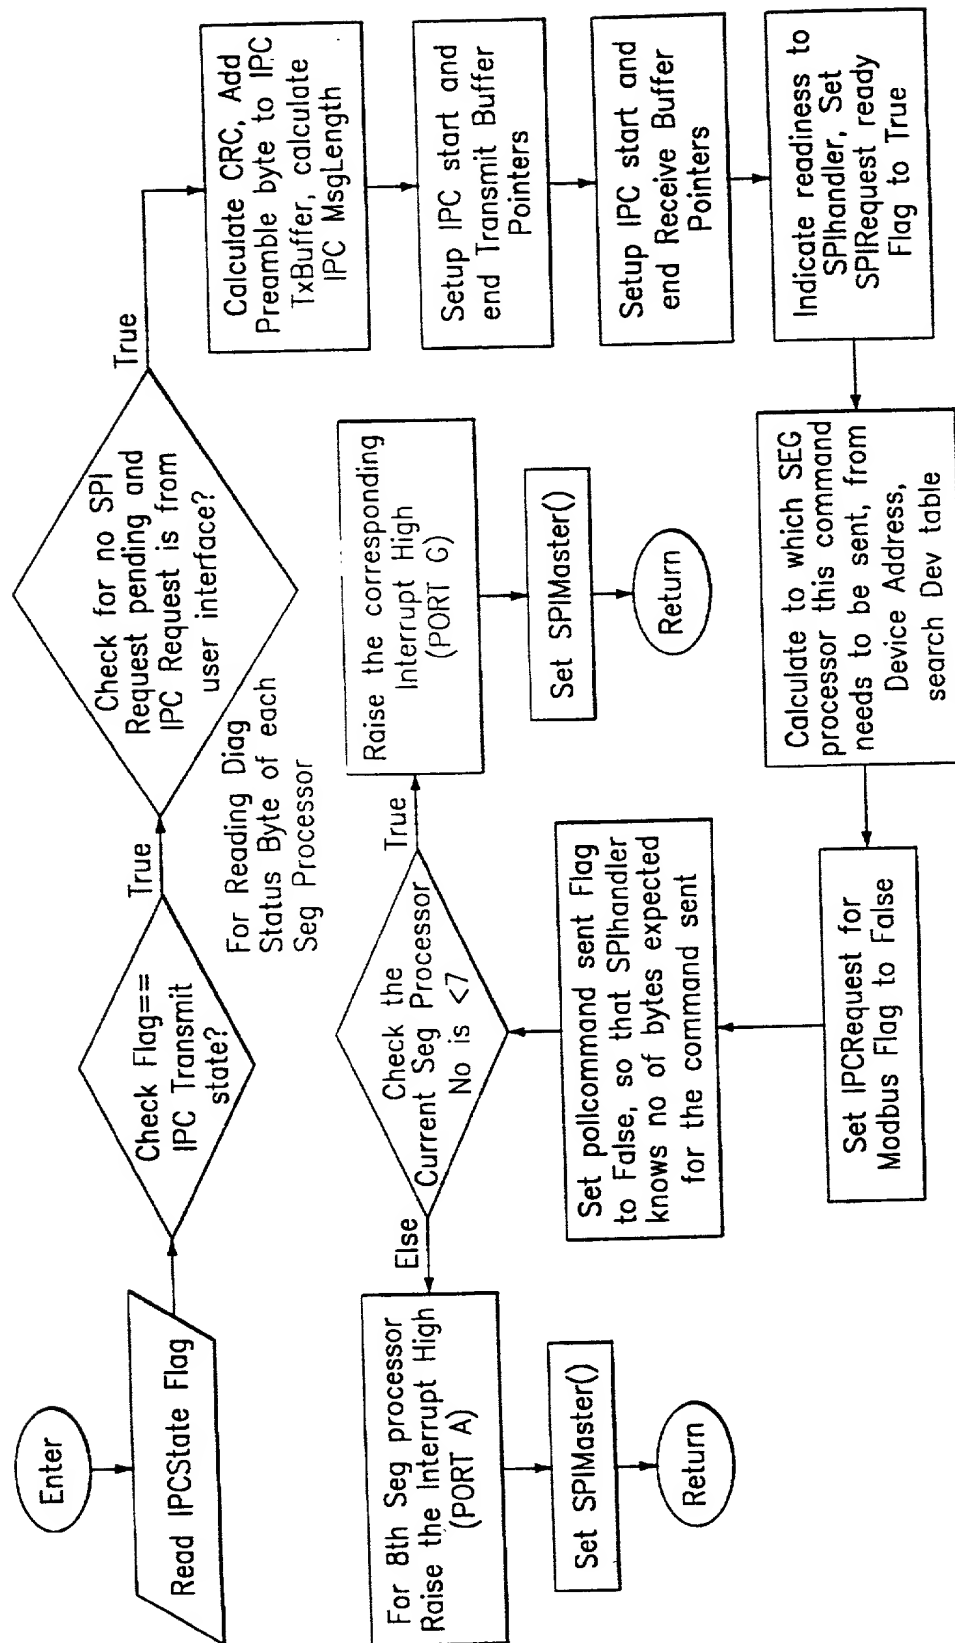 Enter
Read IPCState Flag
Check Flag==
IPC Transmit
state?
True
For Reading Diag
Status Byte of each
Seg Processor
Check for no SPI
Request pending and
IPC Request is from
user interface?
True
Calculate CRC, Add
Preamble byte to IPC
TxBuffer, calculate
IPC MsgLength
Setup IPC start and
end Transmit Buffer
Pointers
Setup IPC start and
end Receive Buffer
Pointers
Indicate readiness to
SPIhandler, Set
SPIRequest ready
Flag to True
Calculate to which SEG
processor this command
needs to be sent, from
Device Address,
search Dev table
Set IPCRequest for
Modbus Flag to False
Set pollcommand sent Flag
to False, so that SPIhandler
knows no of bytes expected
for the command sent
Check the
Current Seg Processor
No is <7
True
Raise the corresponding
Interrupt High
(PORT G)
Set SPIMaster()
Return
Else
For 8th Seg processor
Raise the Interrupt High
(PORT A)
Set SPIMaster()
Return